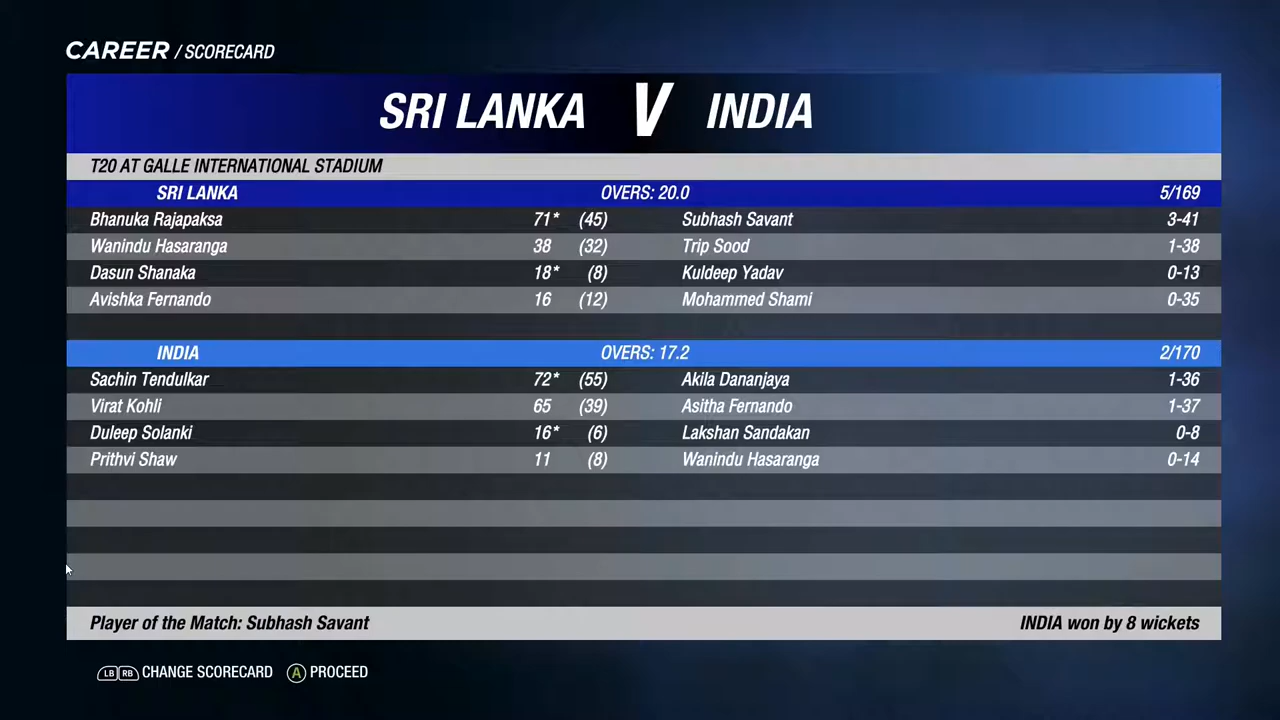 CAREER / SCORECARD
SRI LANKA V INDIA
T20 AT GALLE INTERNATIONAL STADIUM
SRI LANKA OVERS: 20.0 5/169
Bhanuka Rajapaksa 71* (45) Subhash Savant 3-41
Wanindu Hasaranga 38 (32) Trip Sood 1-38
Dasun Shanaka 18* (8) Kuldeep Yadav 0-13
Avishka Fernando 16 (12) Mohammed Shami 0-35
INDIA OVERS: 17.2 2/170
Sachin Tendulkar 72* (55) Akila Dananjaya 1-36
Virat Kohli 65 (39) Asitha Fernando 1-37
Duleep Solanki 16* (6) Lakshan Sandakan 0-8
Prithvi Shaw 11 (8) Wanindu Hasaranga 0-14
Player of the Match: Subhash Savant INDIA won by 8 wickets
LB RB CHANGE SCORECARD A PROCEED